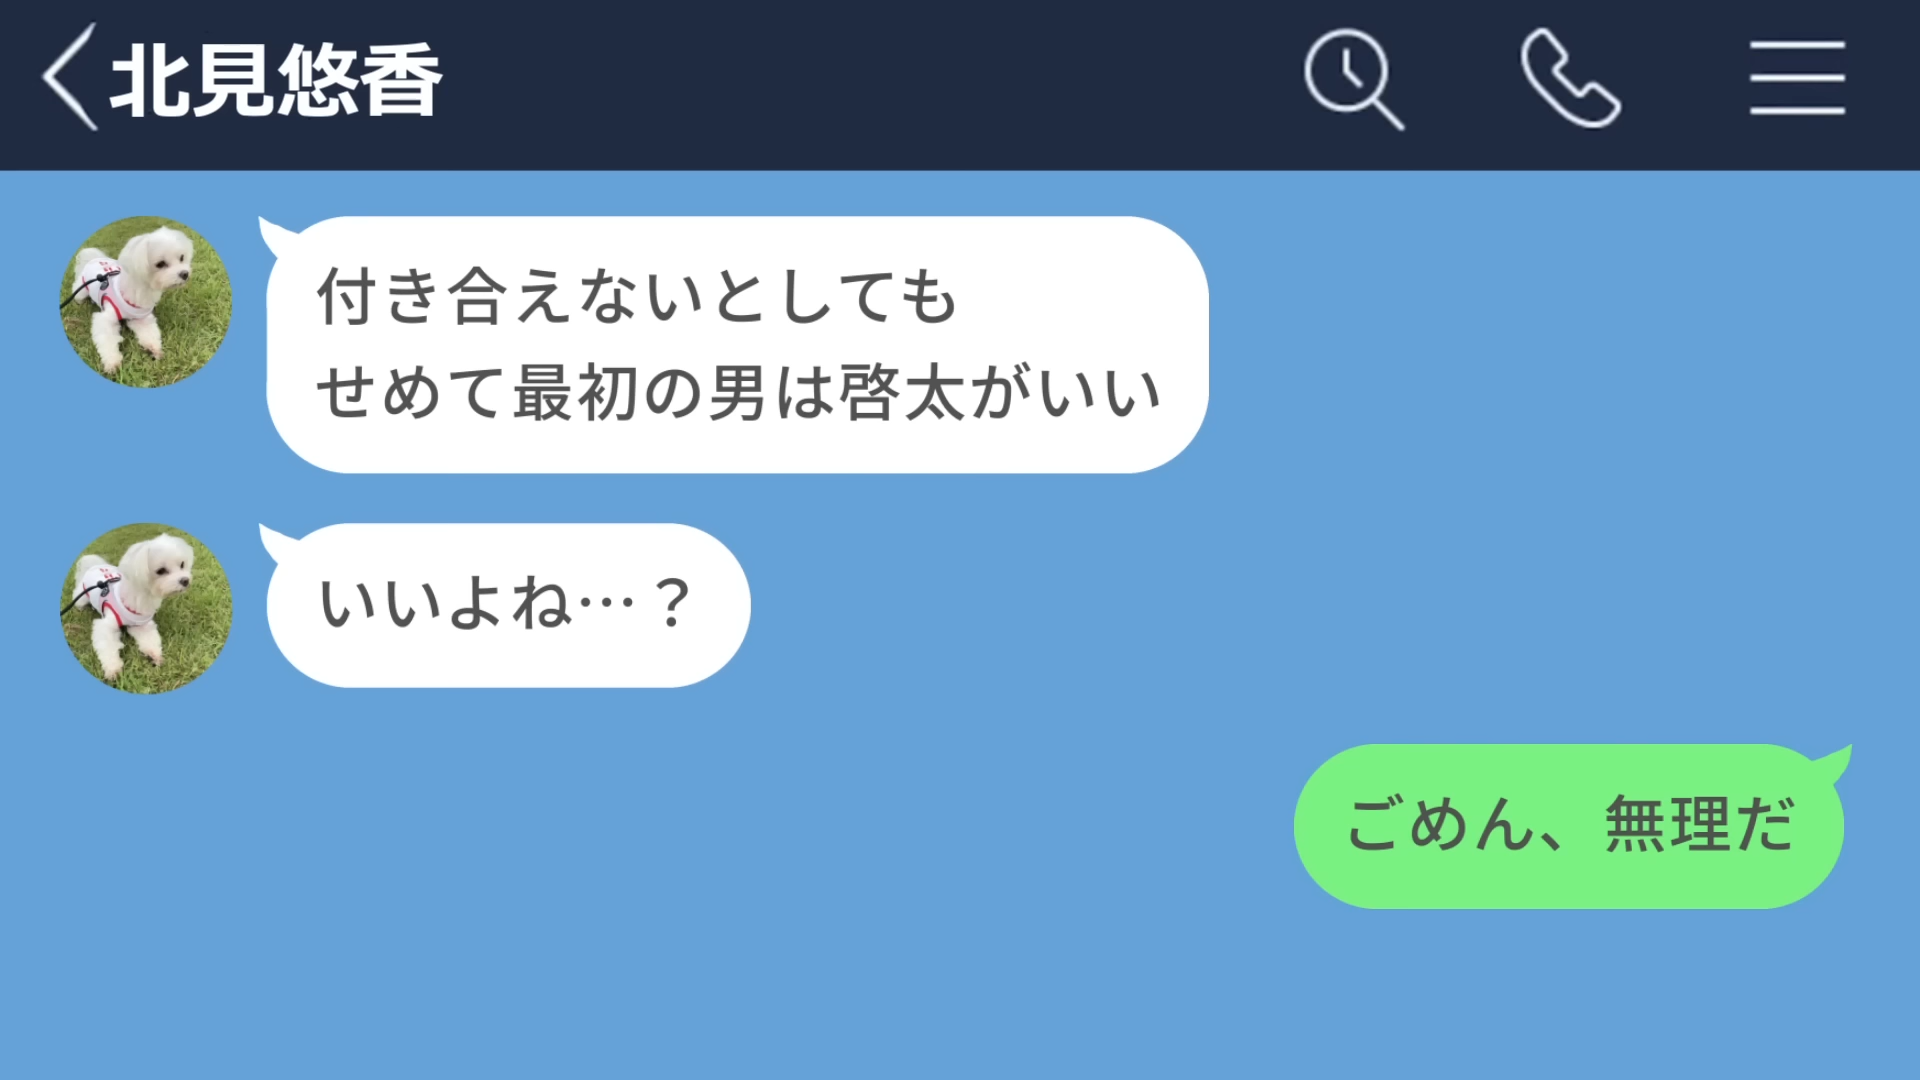 北見悠香
付き合えないとしても
せめて最初の男は啓太がいい
いいよね…？
ごめん、無理だ